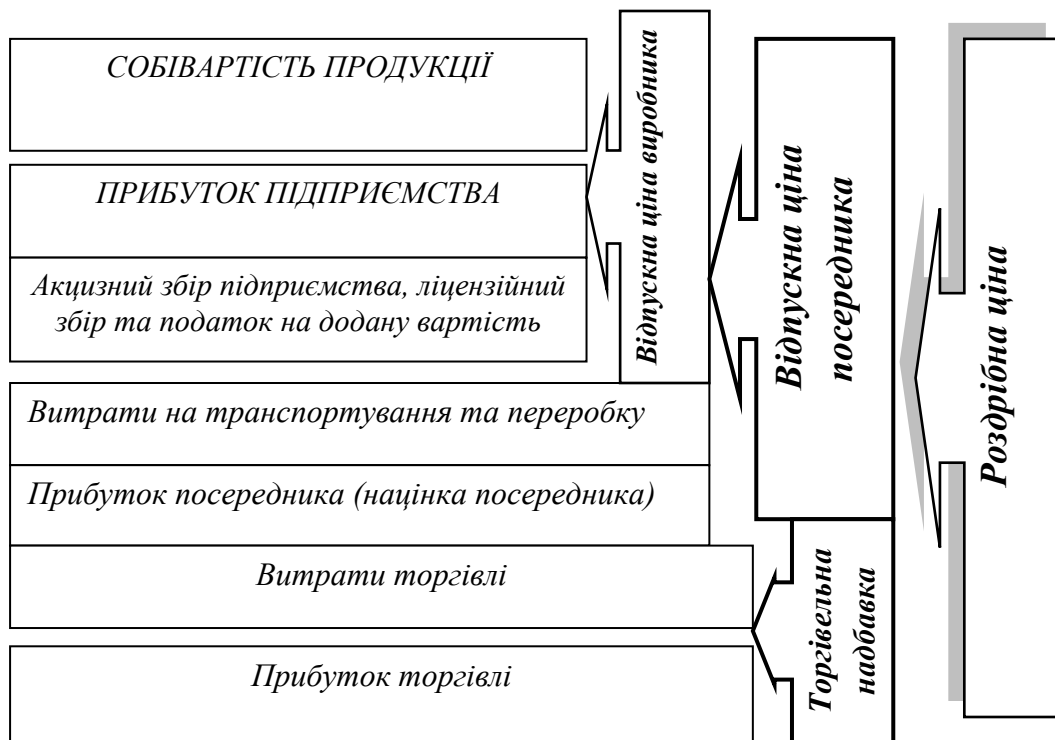 СОБІВАРТІСТЬ ПРОДУКЦІЇ
ПРИБУТОК ПІДПРИЄМСТВА
Акцизний збір підприємства, ліцензійний
збір та податок на додану вартість
Витрати на транспортування та переробку
Прибуток посередника (націнка посередника)
Витрати торгівлі
Прибуток торгівлі
Відпускна ціна виробника
Відпускна ціна
посередника
Торгівельна
надбавка
Роздрібна ціна